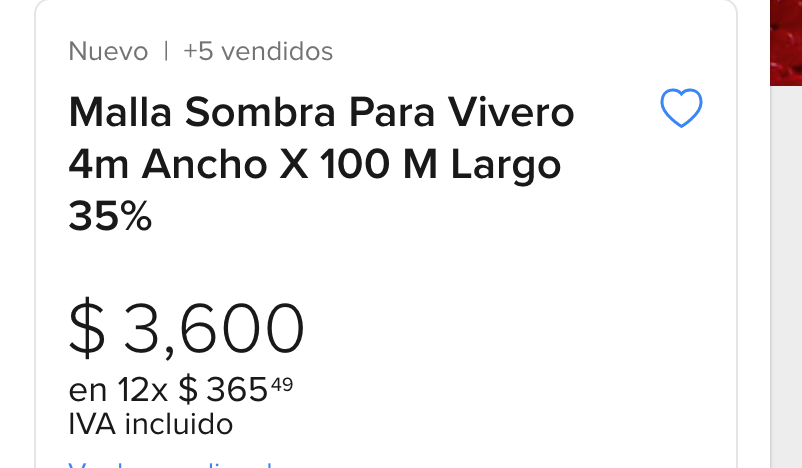 Nuevo | +5 vendidos
Malla Sombra Para Vivero
4m Ancho X 100 M Largo
35%
$ 3,600
en 12x $ 365 49
IVA incluido